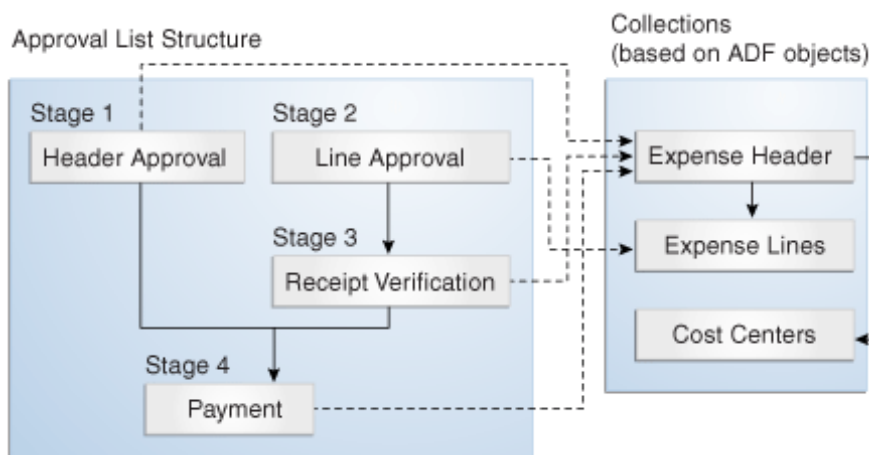 Approval List Structure
Collections
(based on ADF objects)
Stage 1
Header Approval
Stage 2
Line Approval
Stage 3
Receipt Verification
Stage 4
Payment
Expense Header
Expense Lines
Cost Centers